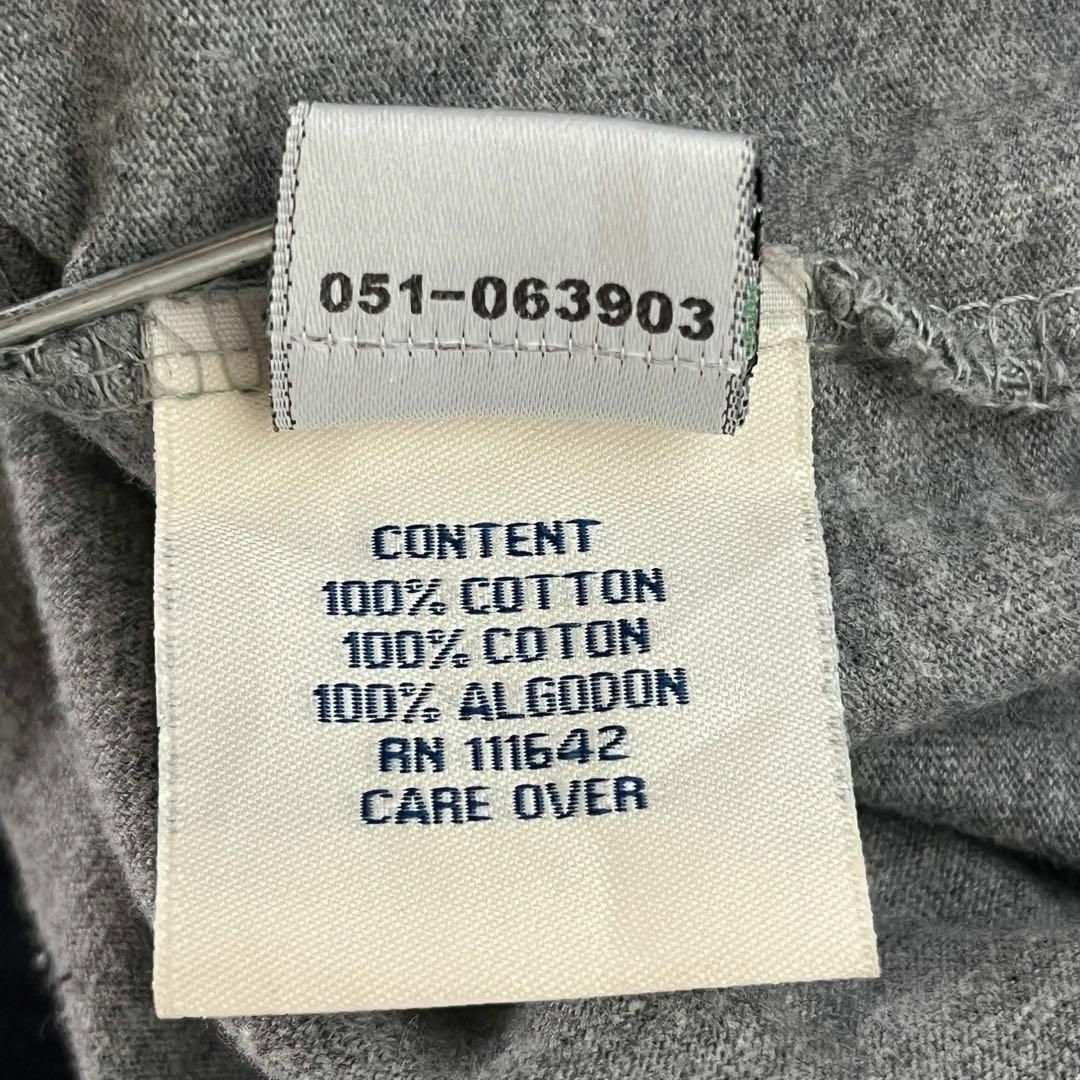 051-063903
CONTENT
100% COTTON
100% COTON
100% ALGODON
RN 111642
CARE OVER